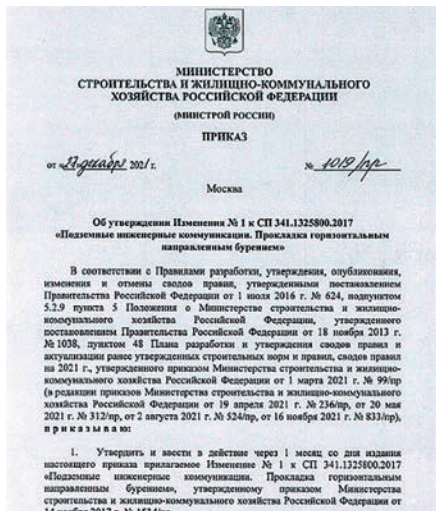 МИНИСТЕРСТВО
СТРОИТЕЛЬСТВА И ЖИЛИЩНО-КОММУНАЛЬНОГО
ХОЗЯЙСТВА РОССИЙСКОЙ ФЕДЕРАЦИИ
(МИНСТРОЙ РОССИИ)
ПРИКАЗ
от «27» декабря 2021 г. № 1019/пр
Москва
Об утверждении Изменения № 1 к СП 341.1325800.2017
«Подземные инженерные коммуникации. Прокладка горизонтальным
направленным бурением»
В соответствии с Правилами разработки, утверждения, опубликования,
изменения и отмены сводов правил, утвержденными постановлением
Правительства Российской Федерации от 1 июля 2016 г. № 624, подпунктом
5.2.9 пункта 5 Положения о Министерстве строительства и жилищно-
коммунального хозяйства Российской Федерации, утвержденного
постановлением Правительства Российской Федерации от 18 ноября 2013 г.
№ 1038, пунктом 48 Плана разработки и утверждения сводов правил и
актуализации ранее утвержденных строительных норм и правил, сводов правил
на 2021 г., утвержденного приказом Министерства строительства и жилищно-
коммунального хозяйства Российской Федерации от 1 марта 2021 г. № 99/пр
(в редакции приказов Министерства строительства и жилищно-коммунального
хозяйства Российской Федерации от 19 апреля 2021 г. № 236/пр, от 20 мая
2021 г. № 312/пр, от 2 августа 2021 г. № 524/пр, от 16 ноября 2021 г. № 833/пр),
приказываю:
1. Утвердить и ввести в действие через 1 месяц со дня издания
настоящего приказа прилагаемое Изменение № 1 к СП 341.1325800.2017
«Подземные инженерные коммуникации. Прокладка горизонтальным
направленным бурением», утвержденному приказом Министерства
строительства и жилищно-коммунального хозяйства Российской Федерации от
14 ноября 2017 г. № 1534/пр